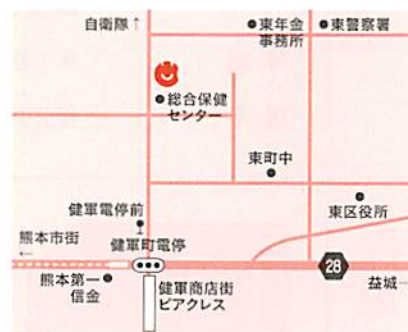 自衛隊↑
東年金
事務所
東警察署
総合保健
センター
東町中
健軍電停前
東区役所
熊本市街
←
健軍町電停
28
益城→
熊本第一
信金
健軍商店街
ピアクレス